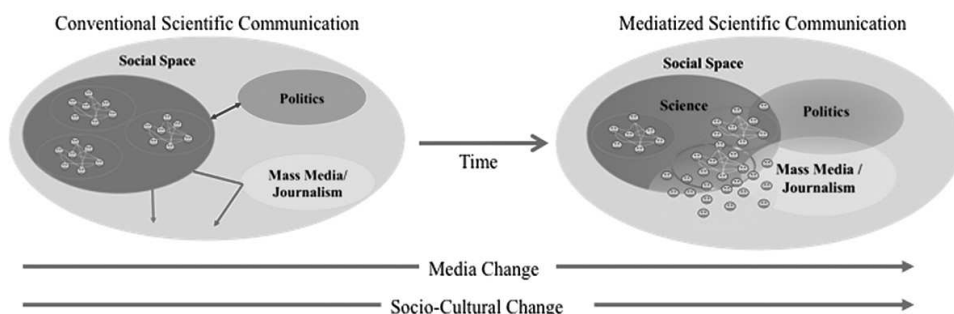 Conventional Scientific Communication
Mediatized Scientific Communication
Social Space
Politics
Mass Media/
Journalism
Time
Social Space
Science
Politics
Mass Media /
Journalism
Media Change
Socio-Cultural Change